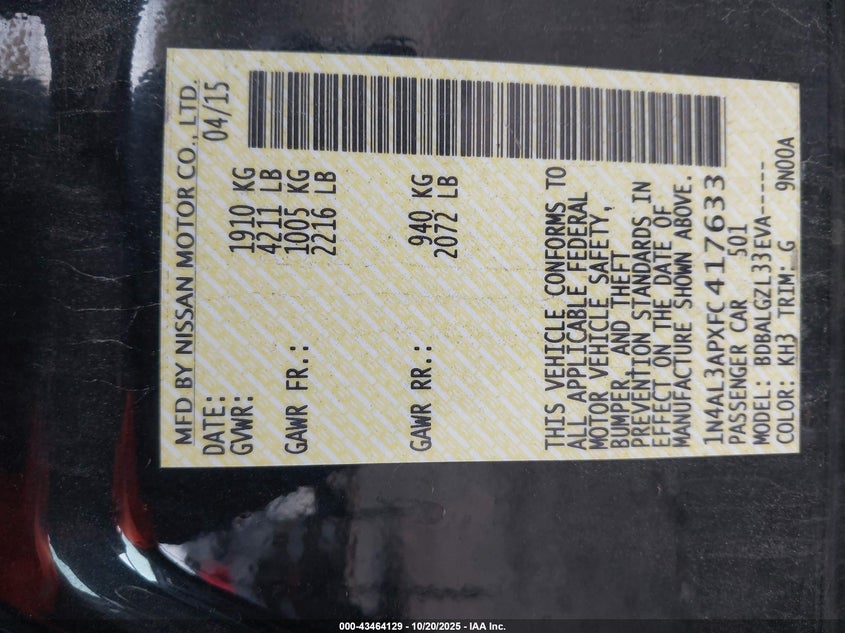 MFD BY NISSAN MOTOR CO., LTD.
DATE: 04/15
GVWR: 1910 KG
4211 LB
GAWR FR.: 1005 KG
2216 LB
GAWR RR.: 940 KG
2072 LB
THIS VEHICLE CONFORMS TO
ALL APPLICABLE FEDERAL
MOTOR VEHICLE SAFETY,
BUMPER, AND THEFT
PREVENTION STANDARDS IN
EFFECT ON THE DATE OF
MANUFACTURE SHOWN ABOVE.
1N4AL3APXFC417633
PASSENGER CAR 501
MODEL: BDBALGZL33EVA-----
COLOR: KH3 TRIM: G 9N00A
000-43464129 - 10/20/2025 - IAA Inc.